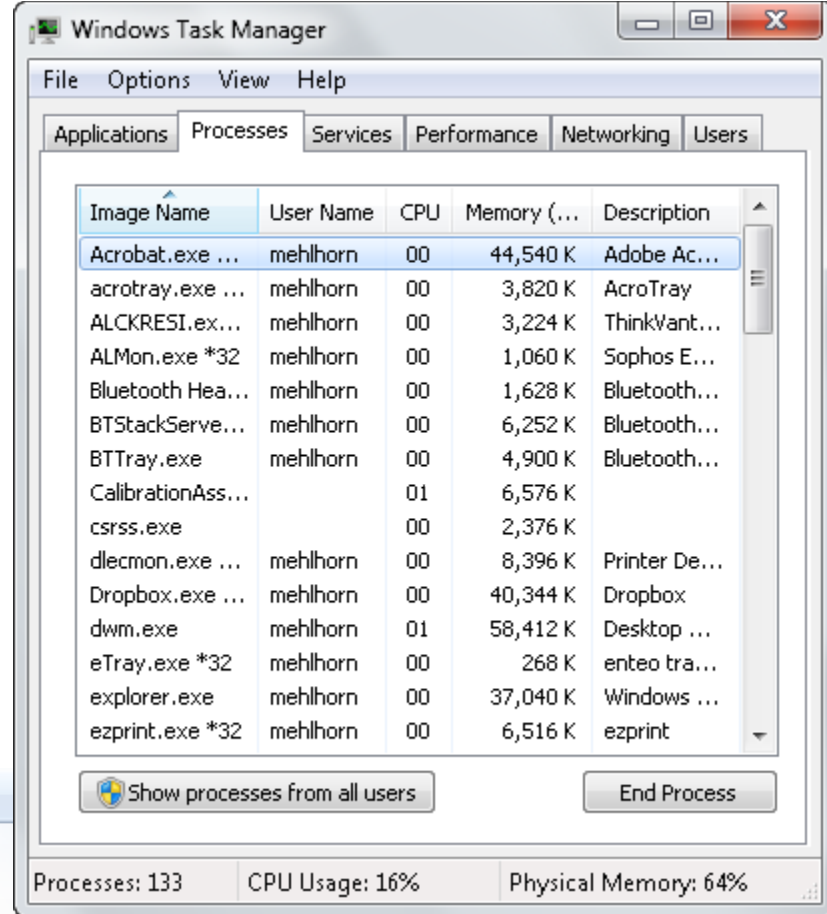 Windows Task Manager
File Options View Help
Applications Processes Services Performance Networking Users
Image Name User Name CPU Memory (... Description
Acrobat.exe ... mehlhorn 00 44,540 K Adobe Ac...
acrotray.exe ... mehlhorn 00 3,820 K AcroTray
ALCKRESI.ex... mehlhorn 00 3,224 K ThinkVant...
ALMon.exe *32 mehlhorn 00 1,060 K Sophos E...
Bluetooth Hea... mehlhorn 00 1,628 K Bluetooth...
BTStackServe... mehlhorn 00 6,252 K Bluetooth...
BTTray.exe mehlhorn 00 4,900 K Bluetooth...
CalibrationAss... 01 6,576 K
csrss.exe 00 2,376 K
dlecmon.exe ... mehlhorn 00 8,396 K Printer De...
Dropbox.exe ... mehlhorn 00 40,344 K Dropbox
dwm.exe mehlhorn 01 58,412 K Desktop ...
eTray.exe *32 mehlhorn 00 268 K enteo tra...
explorer.exe mehlhorn 00 37,040 K Windows ...
ezprint.exe *32 mehlhorn 00 6,516 K ezprint
Show processes from all users End Process
Processes: 133 CPU Usage: 16% Physical Memory: 64%